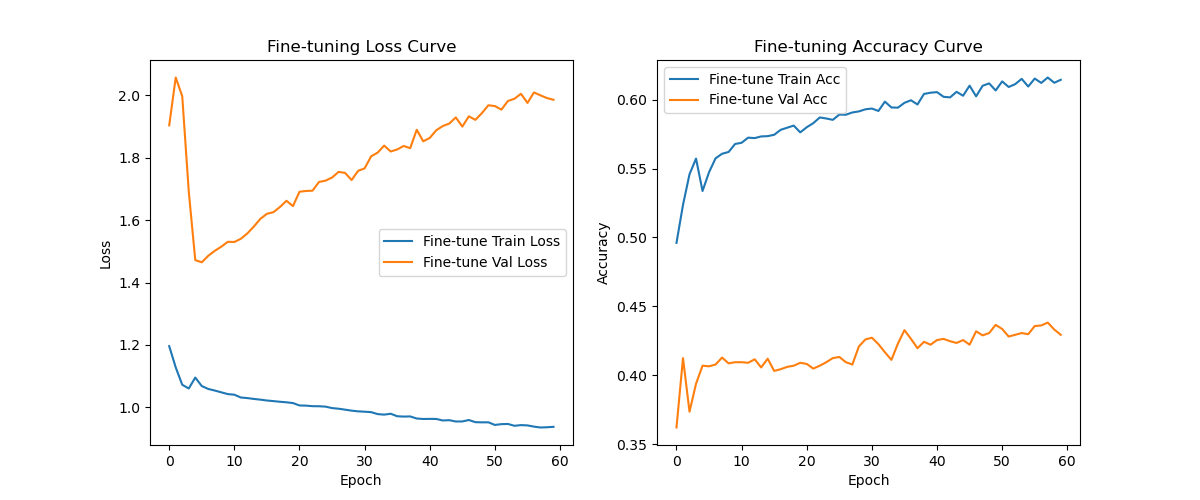 Fine-tuning Loss Curve
2.0
1.8
1.6
1.4
1.2
1.0
Loss
Fine-tune Train Loss
Fine-tune Val Loss
0 10 20 30 40 50 60
Epoch
Fine-tuning Accuracy Curve
Fine-tune Train Acc
Fine-tune Val Acc
0.60
0.55
0.50
0.45
0.40
0.35
Accuracy
0 10 20 30 40 50 60
Epoch